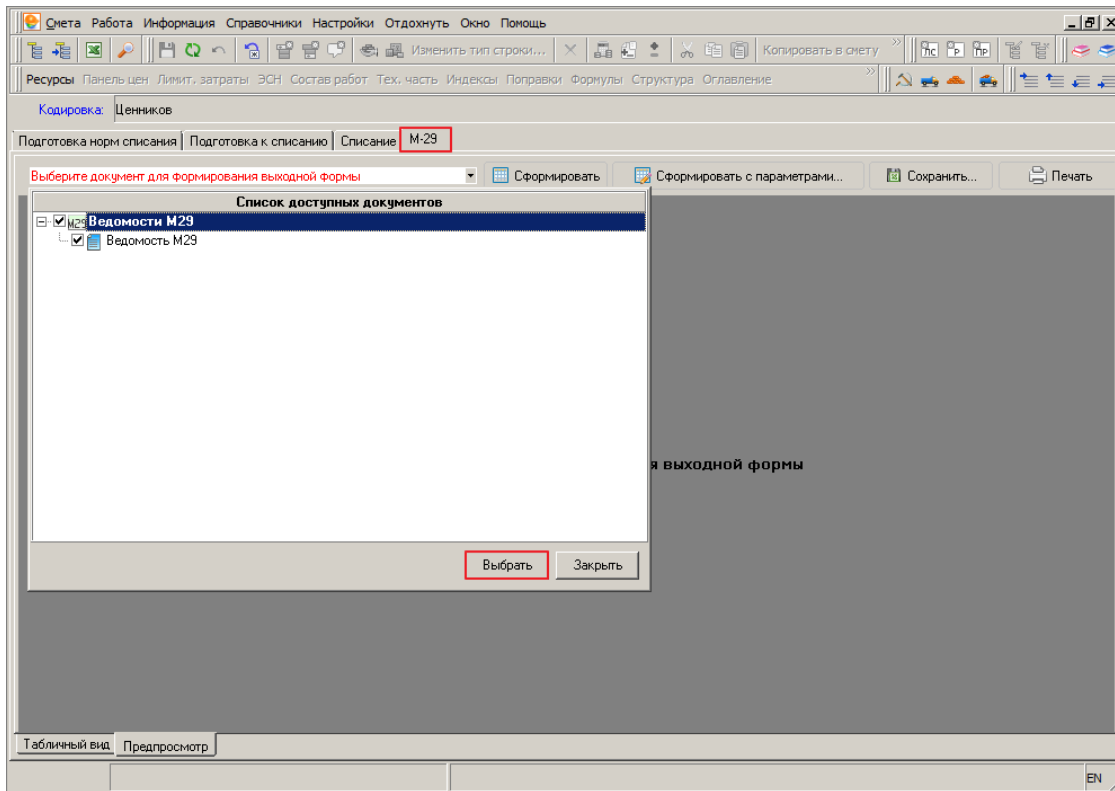 Смета Работа Информация Справочники Настройки Отдохнуть Окно Помощь
Изменить тип строки... Копировать в смету
Ресурсы Панель цен Лимит. затраты ЭСН Состав работ Тех. часть Индексы Поправки Формулы Структура Оглавление
Кодировка: Ценников
Подготовка норм списания Подготовка к списанию Списание М-29
Выберите документ для формирования выходной формы Сформировать Сформировать с параметрами... Сохранить... Печать
Список доступных документов
М29 Ведомости М29
Ведомость М29
я выходной формы
Выбрать Закрыть
Табличный вид Предпросмотр
EN